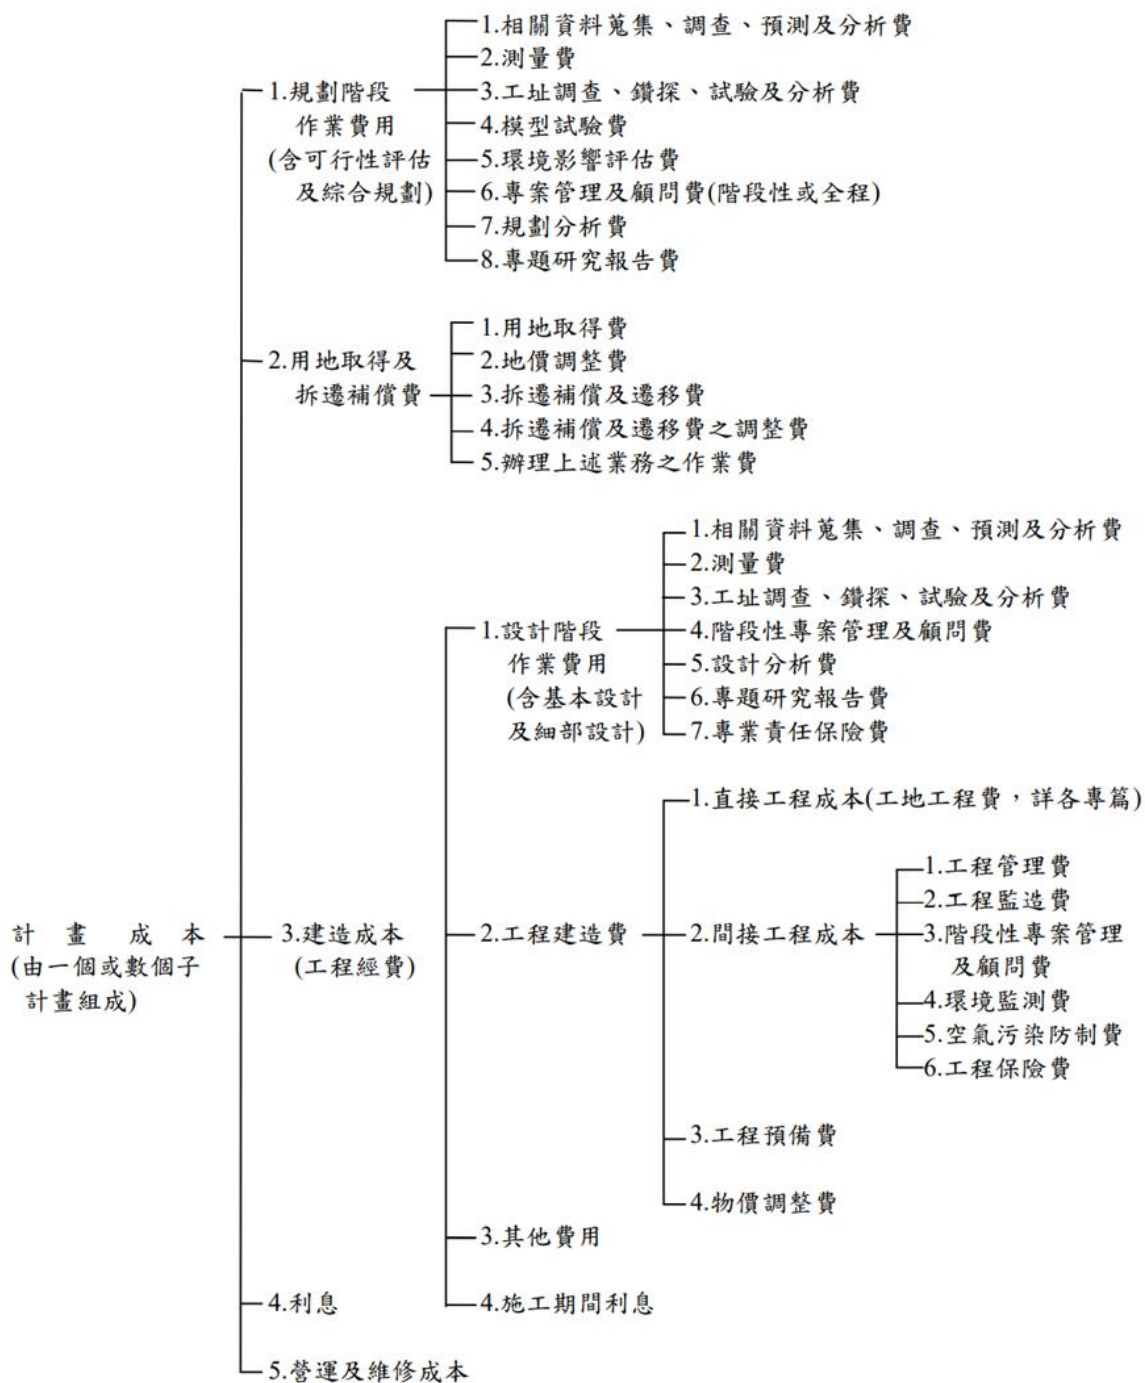 1.規劃階段
作業費用
(含可行性評估
及綜合規劃)
1.相關資料蒐集、調查、預測及分析費
2.測量費
3.工址調查、鑽探、試驗及分析費
4.模型試驗費
5.環境影響評估費
6.專案管理及顧問費(階段性或全程)
7.規劃分析費
8.專題研究報告費
2.用地取得及
拆遷補償費
1.用地取得費
2.地價調整費
3.拆遷補償及遷移費
4.拆遷補償及遷移費之調整費
5.辦理上述業務之作業費
計畫成本
(由一個或數個子
計畫組成)
3.建造成本
(工程經費)
1.設計階段
作業費用
(含基本設計
及細部設計)
1.相關資料蒐集、調查、預測及分析費
2.測量費
3.工址調查、鑽探、試驗及分析費
4.階段性專案管理及顧問費
5.設計分析費
6.專題研究報告費
7.專業責任保險費
2.工程建造費
1.直接工程成本(工地工程費,詳各專篇)
2.間接工程成本
1.工程管理費
2.工程監造費
3.階段性專案管理
及顧問費
4.環境監測費
5.空氣污染防制費
6.工程保險費
3.工程預備費
4.物價調整費
3.其他費用
4.施工期間利息
4.利息
5.營運及維修成本